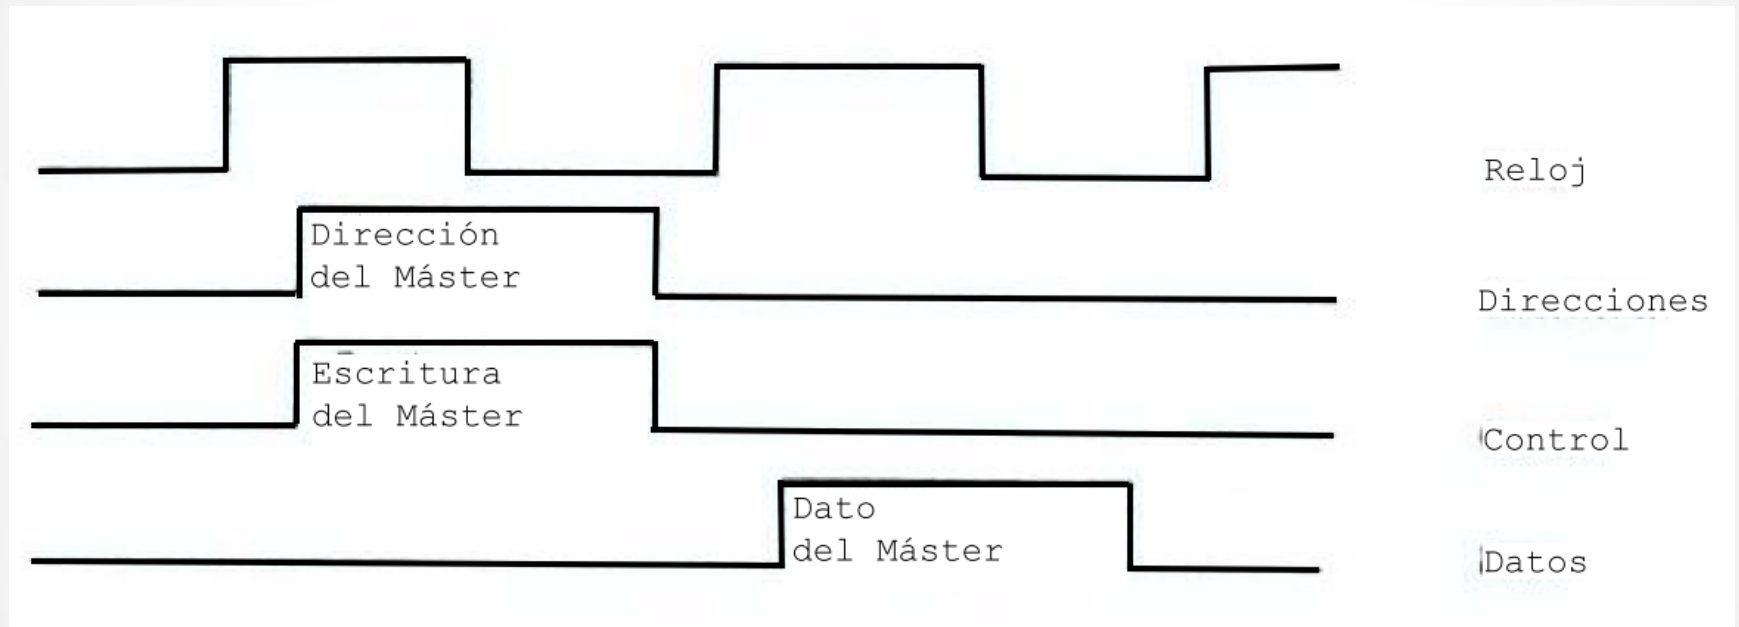 Reloj
Dirección
del Máster
Direcciones
Escritura
del Máster
Control
Dato
del Máster
Datos